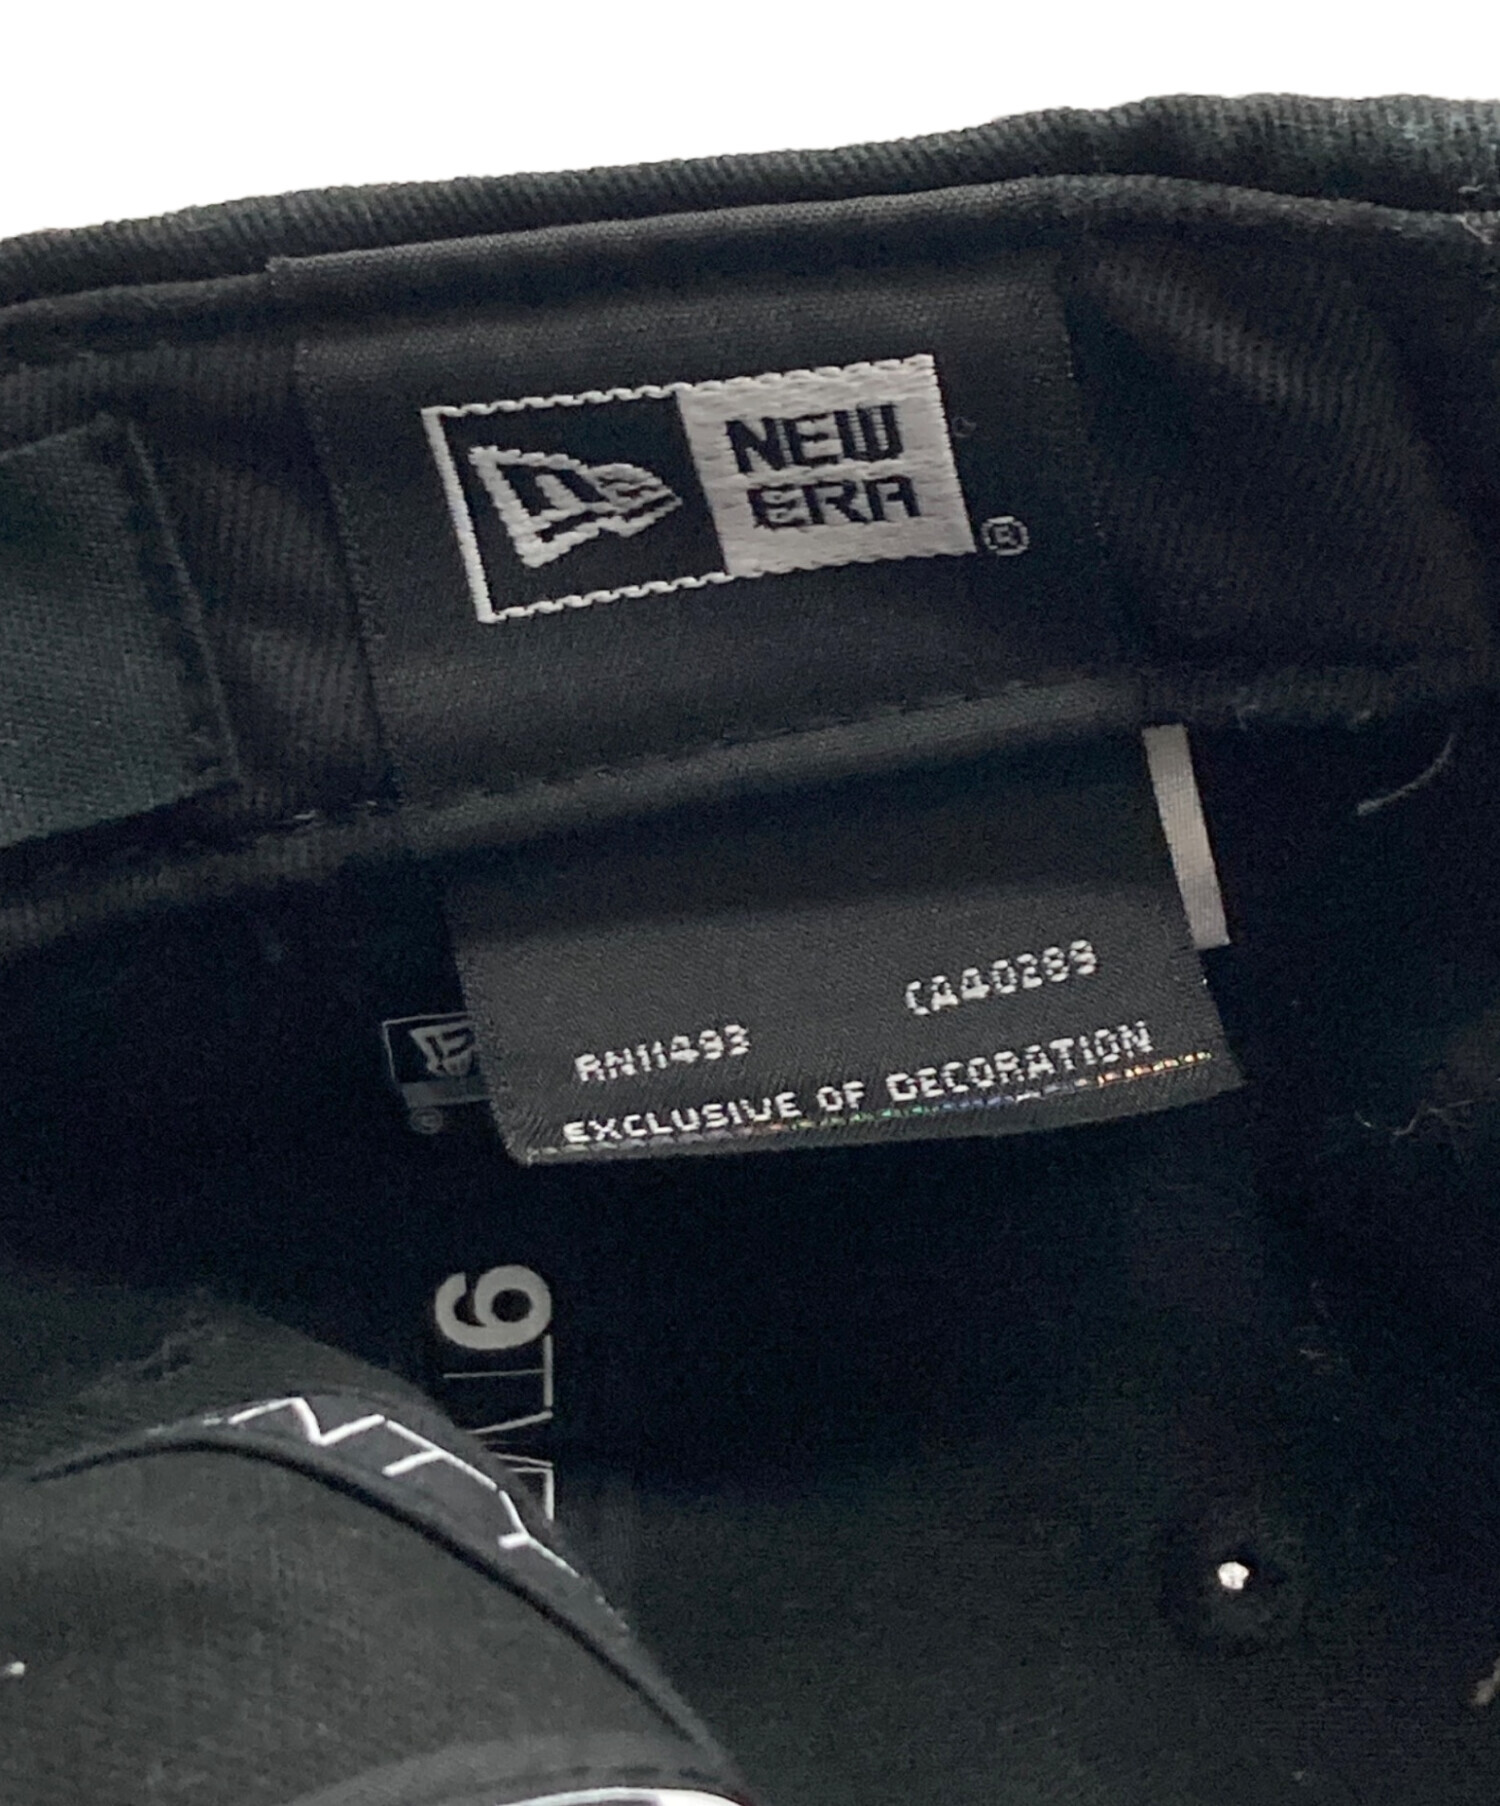 NEW
ERA
®
RN11493 CA40289
EXCLUSIVE OF DECORATION